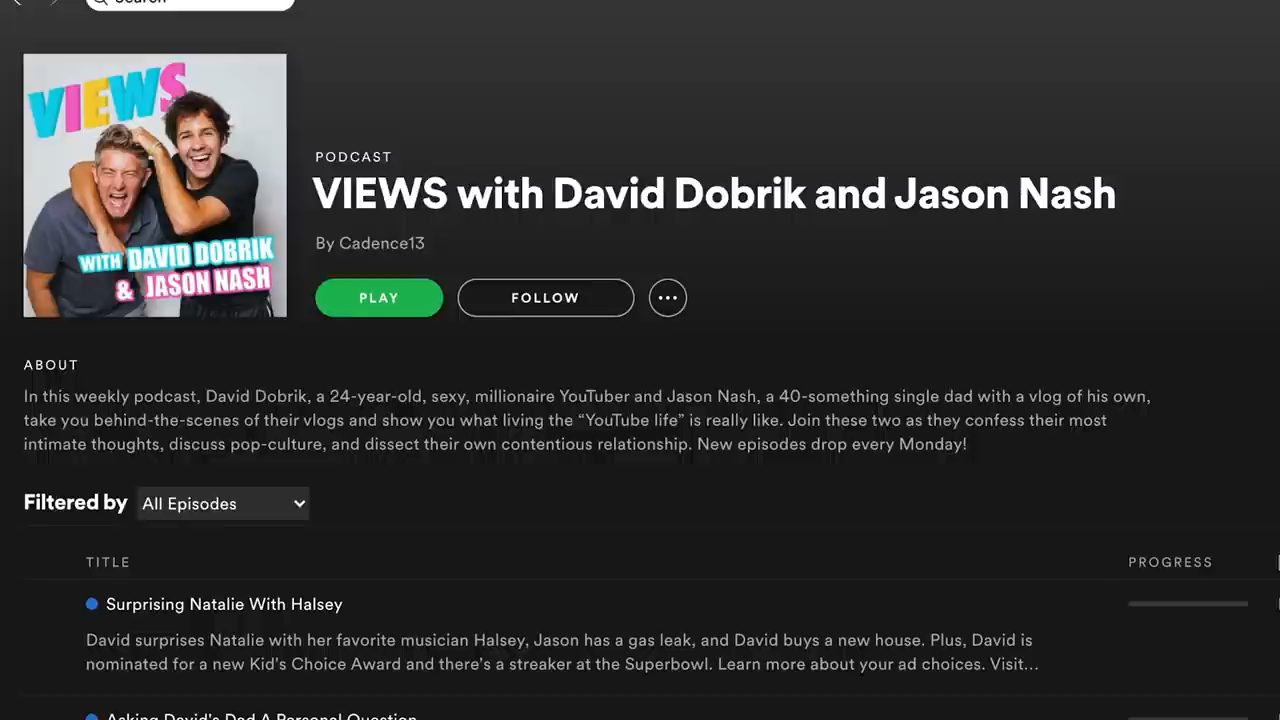 Search
VIEWS
WITH DAVID DOBRIK
& JASON NASH
PODCAST
VIEWS with David Dobrik and Jason Nash
By Cadence13
PLAY
FOLLOW
ABOUT
In this weekly podcast, David Dobrik, a 24-year-old, sexy, millionaire YouTuber and Jason Nash, a 40-something single dad with a vlog of his own,
take you behind-the-scenes of their vlogs and show you what living the “YouTube life” is really like. Join these two as they confess their most
intimate thoughts, discuss pop-culture, and dissect their own contentious relationship. New episodes drop every Monday!
Filtered by All Episodes
TITLE PROGRESS
Surprising Natalie With Halsey
David surprises Natalie with her favorite musician Halsey, Jason has a gas leak, and David buys a new house. Plus, David is
nominated for a new Kid's Choice Award and there's a streaker at the Superbowl. Learn more about your ad choices. Visit...
Asking David's Dad A Personal Question